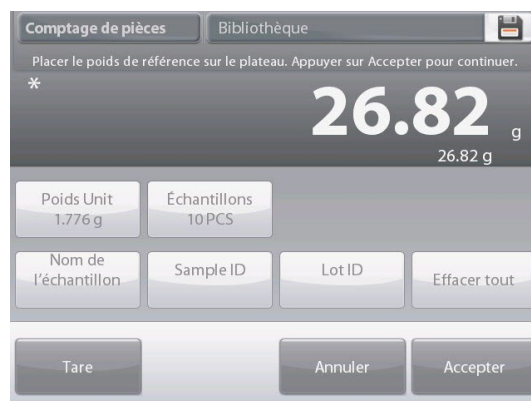 Comptage de pièces
Bibliothèque
Placer le poids de référence sur le plateau. Appuyer sur Accepter pour continuer.
*
26.82 g
26.82 g
Poids Unit
1.776 g
Échantillons
10 PCS
Nom de
l'échantillon
Sample ID
Lot ID
Effacer tout
Tare
Annuler
Accepter